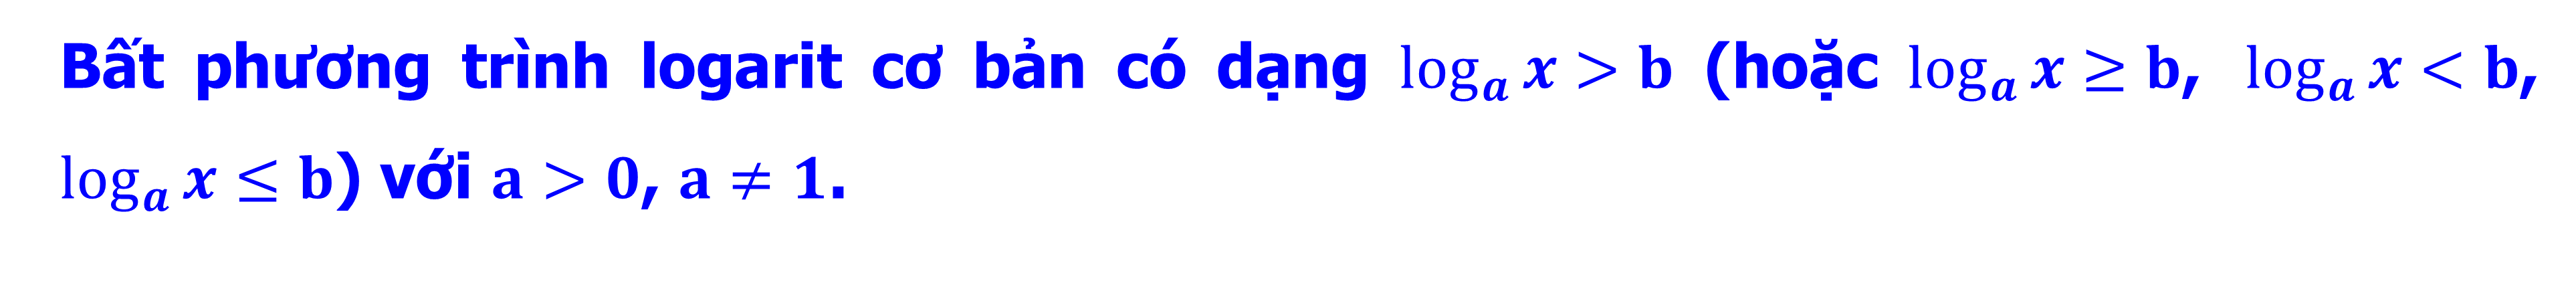 Bất phương trình logarit cơ bản có dạng logₐ x > b (hoặc logₐ x ≥ b, logₐ x < b,
logₐ x ≤ b) với a > 0, a ≠ 1.